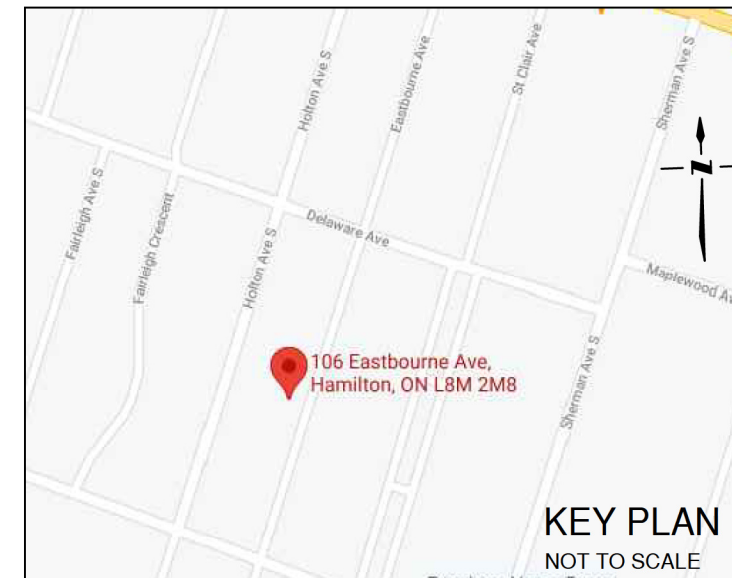 Holton Ave S
Eastbourne Ave
St Clair Ave
Sherman Ave S
Fairleigh Ave S
Fairleigh Crescent
Holton Ave S
Delaware Ave
N
Maplewood Av
106 Eastbourne Ave,
Hamilton, ON L8M 2M8
Sherman Ave S
KEY PLAN
NOT TO SCALE